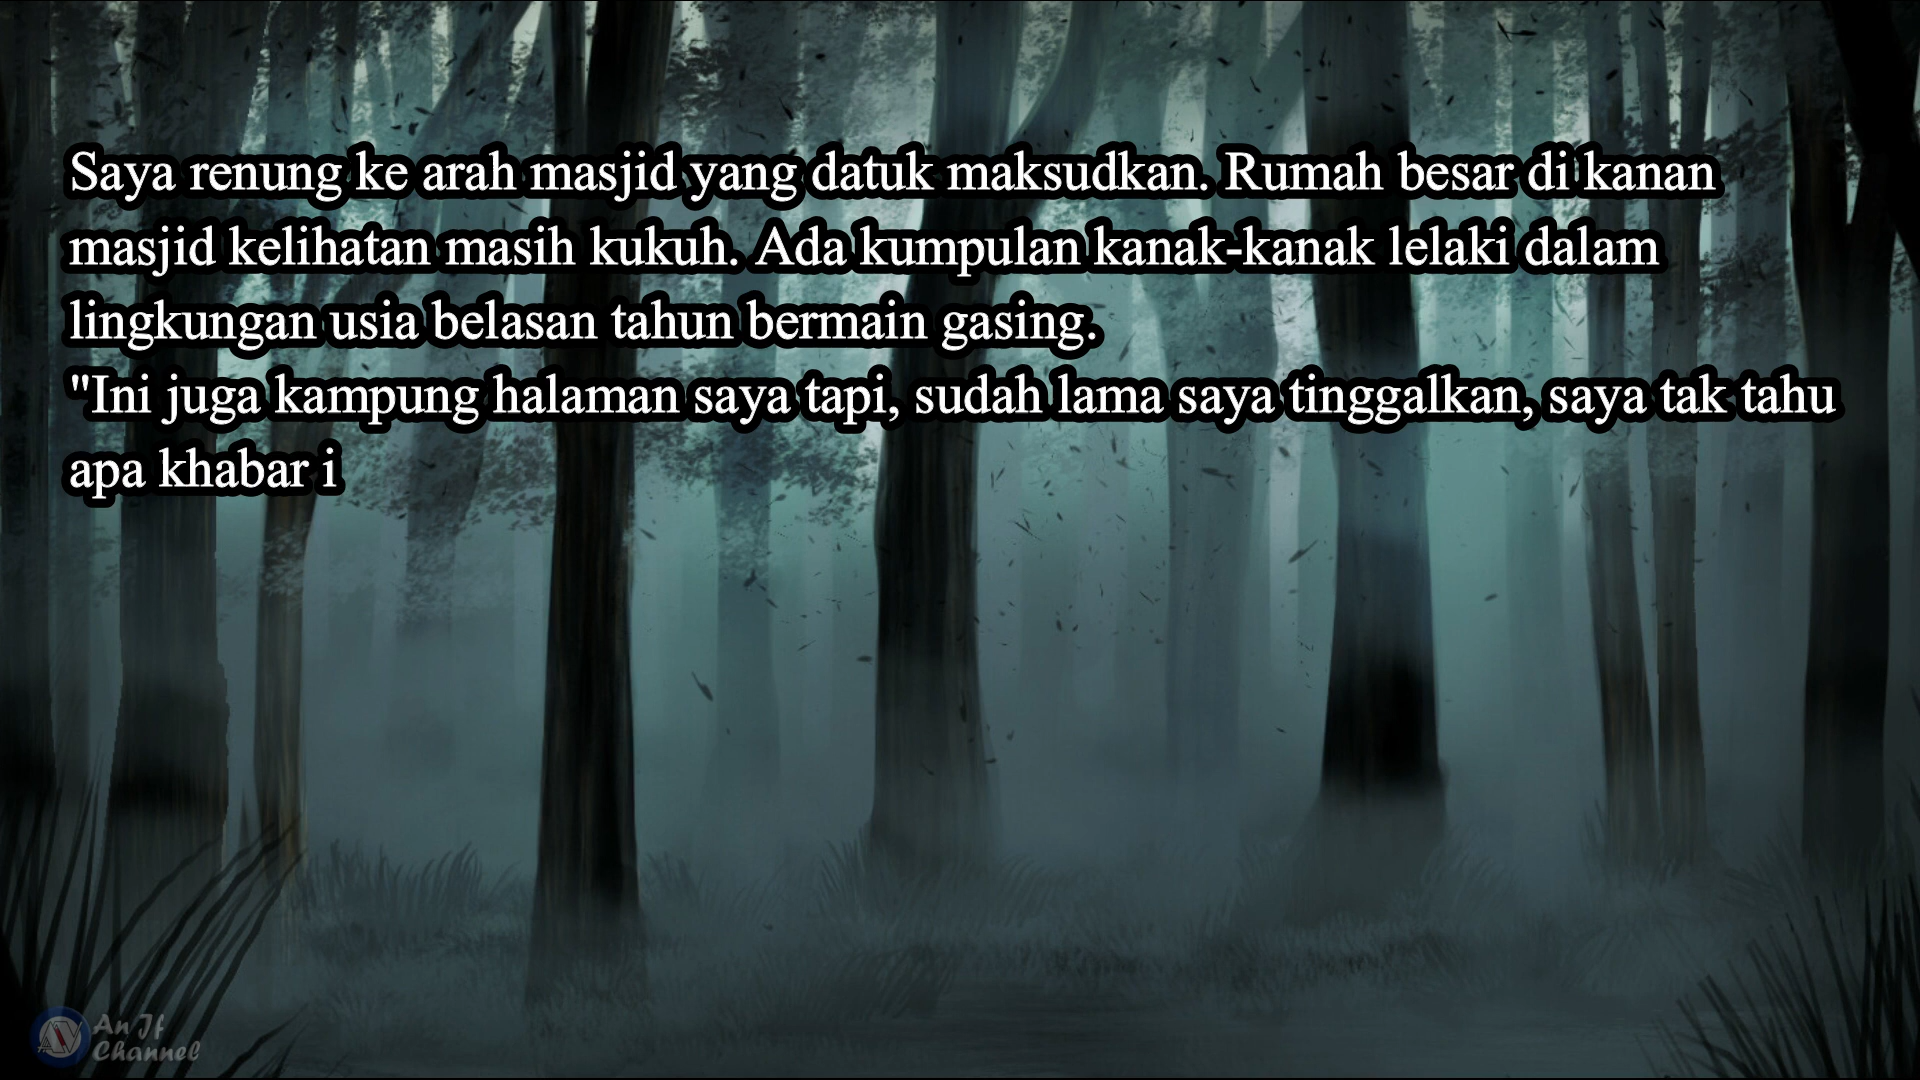 Saya renung ke arah masjid yang datuk maksudkan. Rumah besar di kanan
masjid kelihatan masih kukuh. Ada kumpulan kanak-kanak lelaki dalam
lingkungan usia belasan tahun bermain gasing.
"Ini juga kampung halaman saya tapi, sudah lama saya tinggalkan, saya tak tahu
apa khabar i
An If
Channel